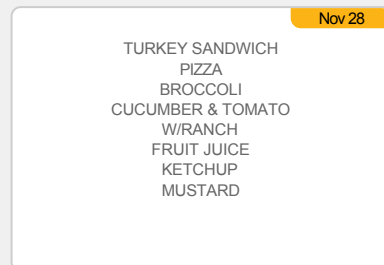 Nov 28
TURKEY SANDWICH
PIZZA
BROCCOLI
CUCUMBER & TOMATO
W/RANCH
FRUIT JUICE
KETCHUP
MUSTARD